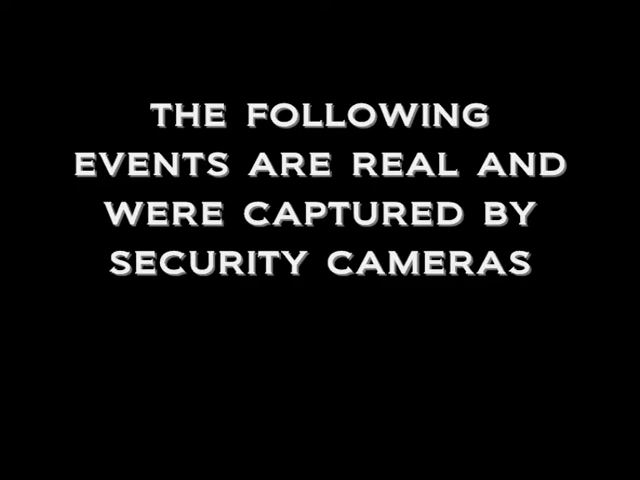 THE FOLLOWING
EVENTS ARE REAL AND
WERE CAPTURED BY
SECURITY CAMERAS